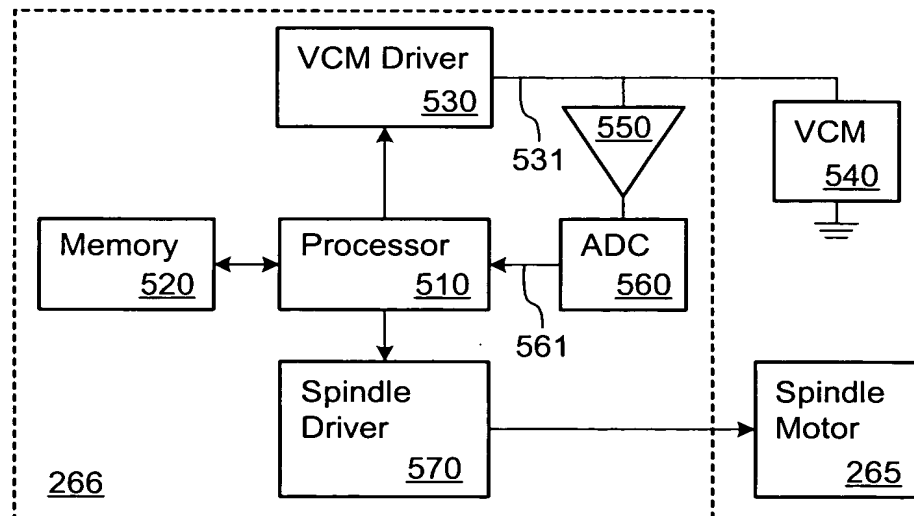 VCM Driver
530
531
550
VCM
540
Memory
520
Processor
510
ADC
560
561
Spindle
Driver
570
Spindle
Motor
265
266